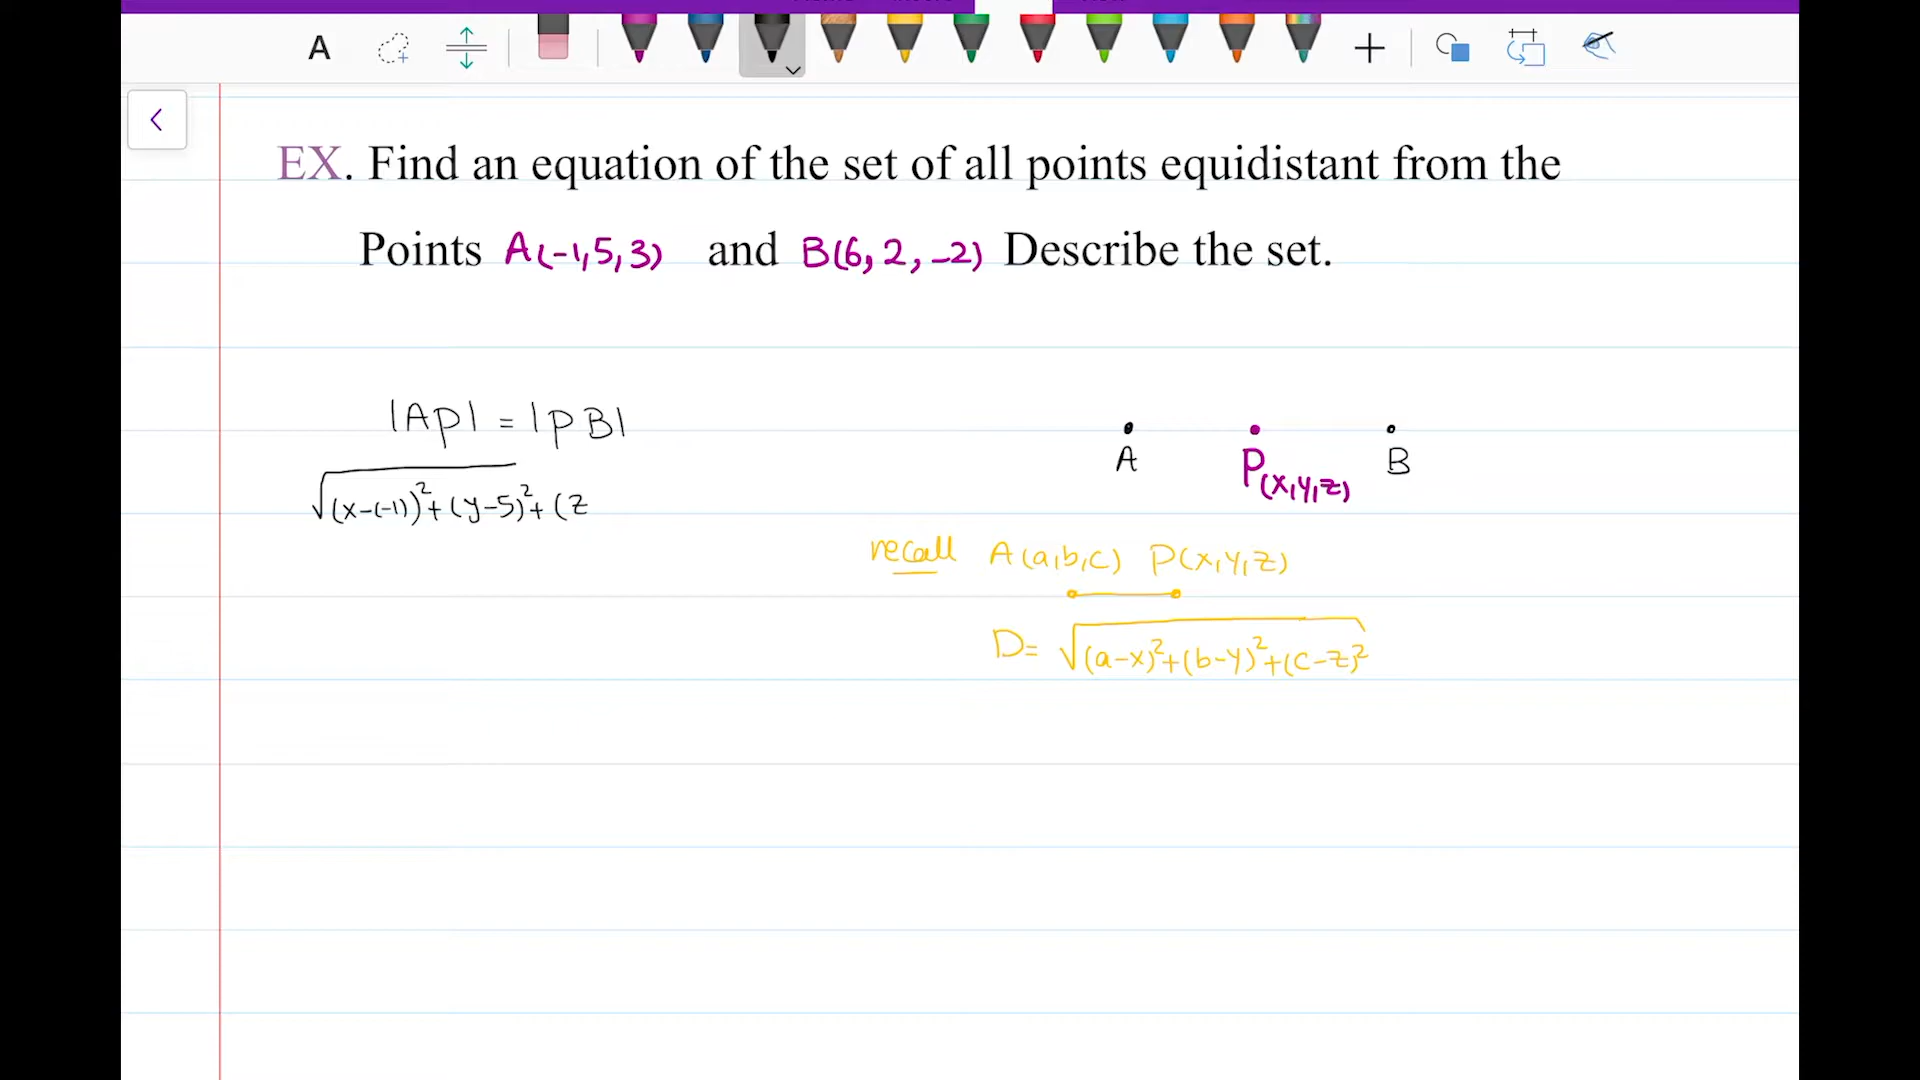 A
EX. Find an equation of the set of all points equidistant from the
Points A(-1,5,3) and B(6,2,-2) Describe the set.
|AP| = |PB|
A P(x,y,z) B
√(x-(-1))²+(y-5)²+(z
recall A(a,b,c) P(x,y,z)
D= √(a-x)²+(b-y)²+(c-z)²